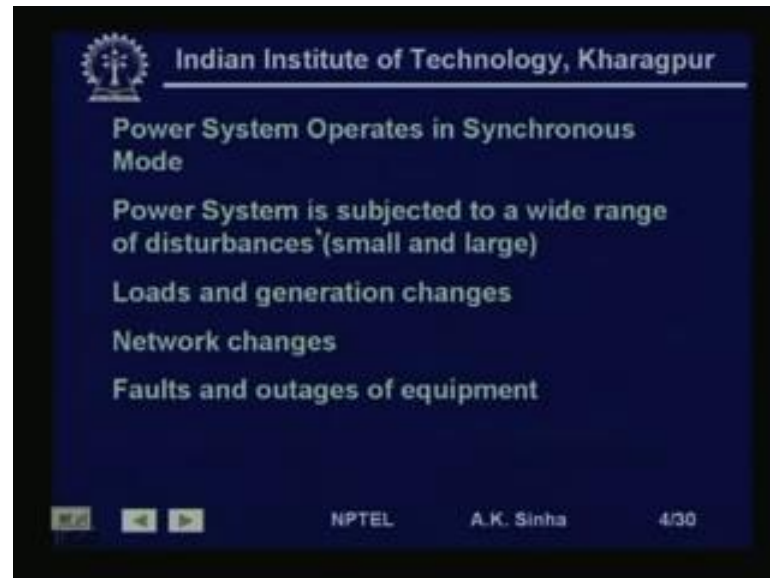 Indian Institute of Technology, Kharagpur
Power System Operates in Synchronous
Mode
Power System is subjected to a wide range
of disturbances (small and large)
Loads and generation changes
Network changes
Faults and outages of equipment
NPTEL A.K. Sinha 4/30